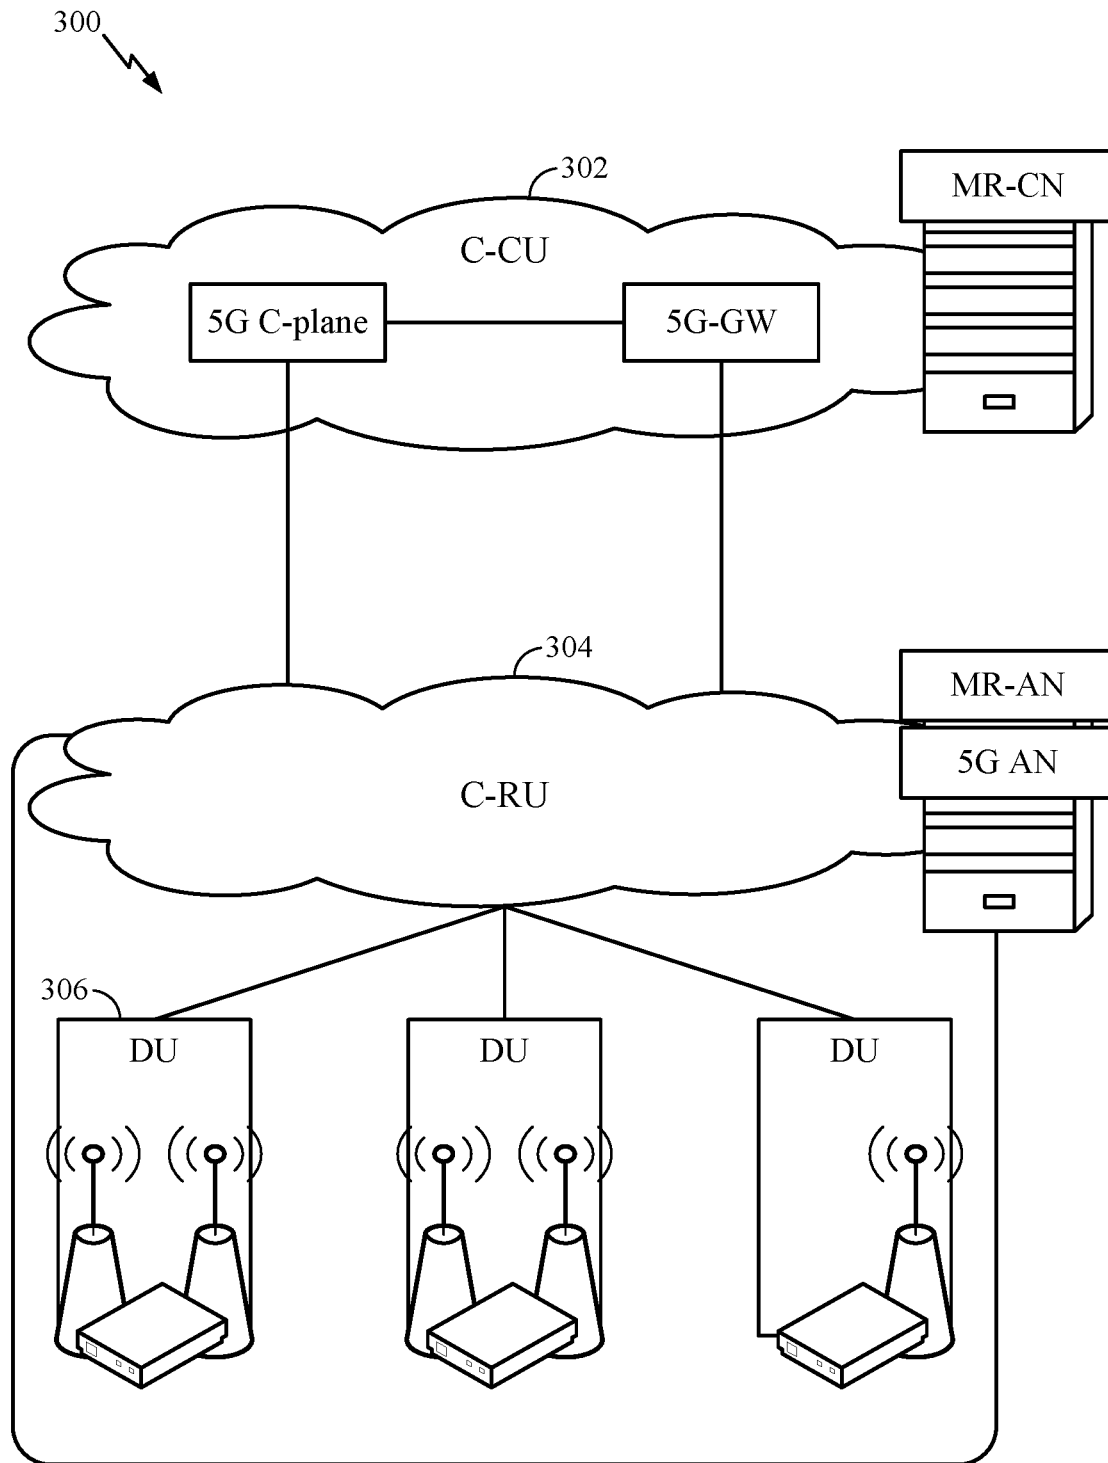 300
302
MR-CN
C-CU
5G C-plane
5G-GW
304
MR-AN
5G AN
C-RU
306
DU
DU
DU